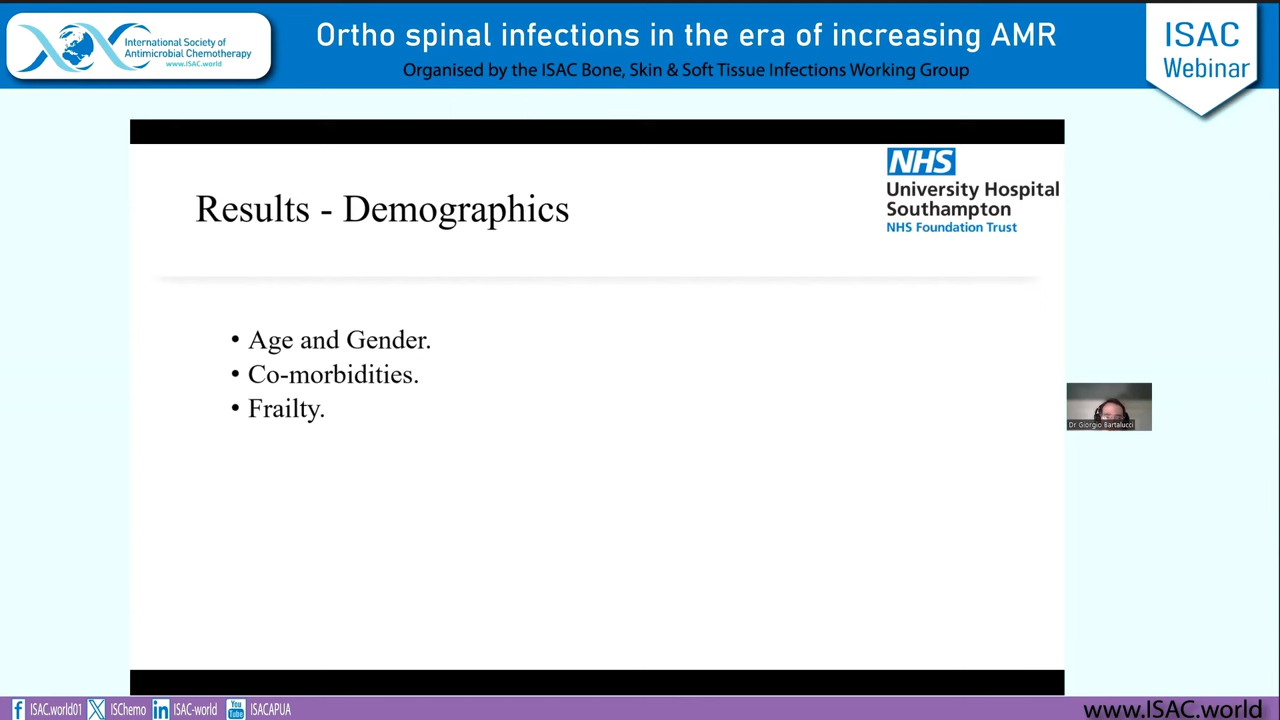 International Society of
Antimicrobial Chemotherapy
www.ISAC.world
Ortho spinal infections in the era of increasing AMR
Organised by the ISAC Bone, Skin & Soft Tissue Infections Working Group
ISAC
Webinar
NHS
University Hospital
Southampton
NHS Foundation Trust
Results - Demographics
• Age and Gender.
• Co-morbidities.
• Frailty.
Dr Giorgio Bartalucci
f ISAC.world01 X ISChemo in ISAC-world You Tube ISACAPUA
www.ISAC.world